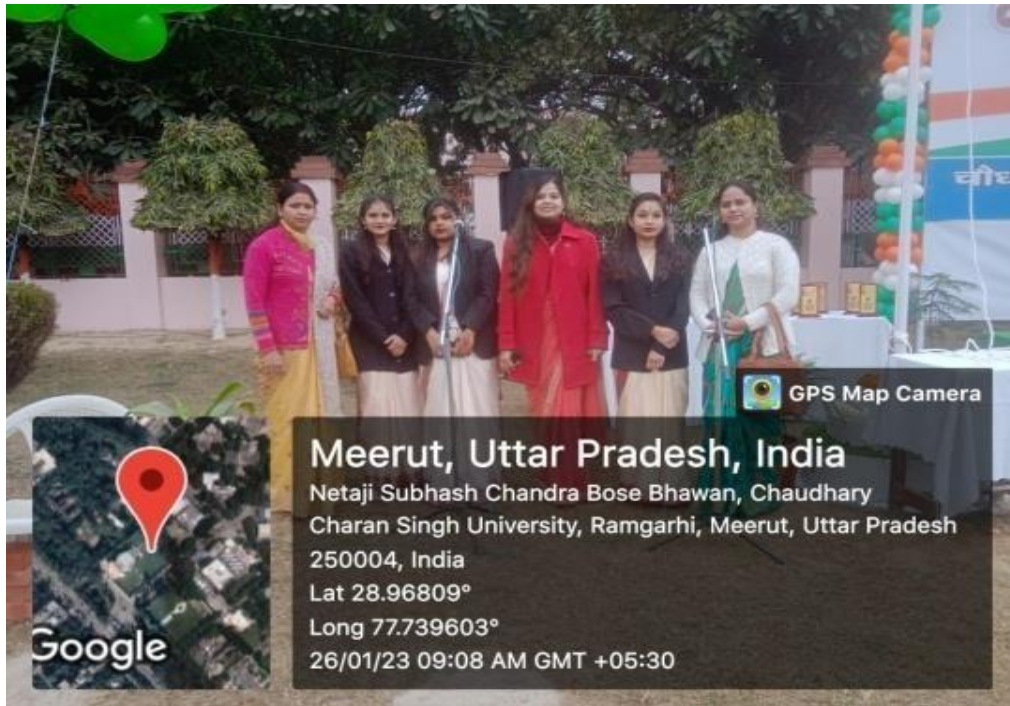 चौध
GPS Map Camera
Meerut, Uttar Pradesh, India
Netaji Subhash Chandra Bose Bhawan, Chaudhary
Charan Singh University, Ramgarhi, Meerut, Uttar Pradesh
250004, India
Lat 28.96809°
Long 77.739603°
26/01/23 09:08 AM GMT +05:30
Google